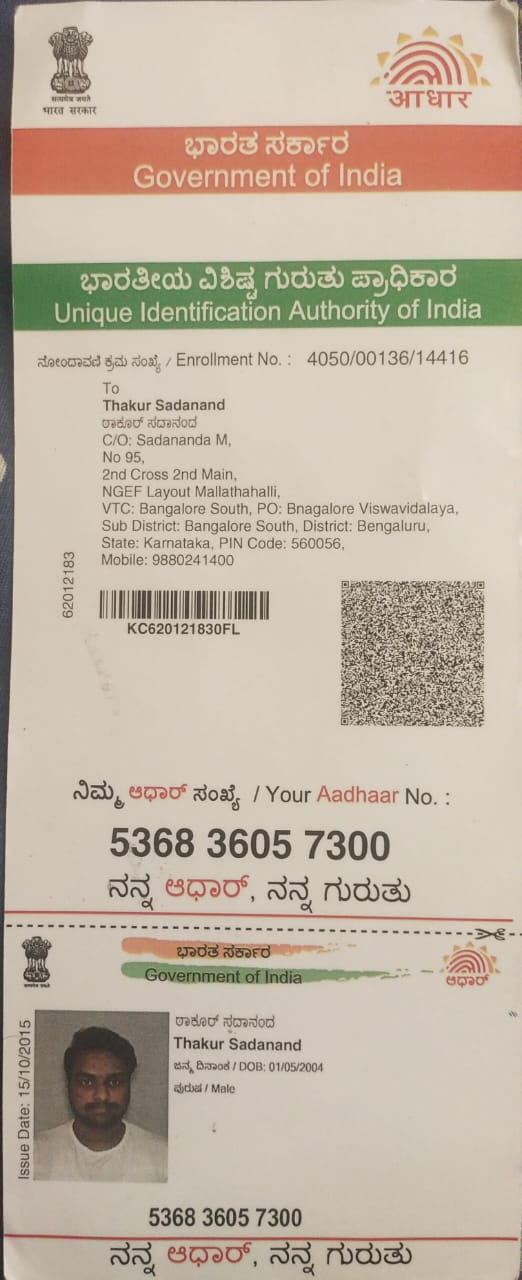 सत्यमेव जयते
भारत सरकार
आधार
ಭಾರತ ಸರ್ಕಾರ
Government of India
ಭಾರತೀಯ ವಿಶಿಷ್ಟ ಗುರುತು ಪ್ರಾಧಿಕಾರ
Unique Identification Authority of India
ನೋಂದಾವಣಿ ಕ್ರಮ ಸಂಖ್ಯೆ / Enrollment No. : 4050/00136/14416
To
Thakur Sadanand
ಠಾಕೂರ್ ಸದಾನಂದ
C/O: Sadananda M,
No 95,
2nd Cross 2nd Main,
NGEF Layout Mallathahalli,
VTC: Bangalore South, PO: Bnagalore Viswavidalaya,
Sub District: Bangalore South, District: Bengaluru,
State: Karnataka, PIN Code: 560056,
Mobile: 9880241400
62012183
KC620121830FL
ನಿಮ್ಮ ಆಧಾರ್ ಸಂಖ್ಯೆ / Your Aadhaar No. :
5368 3605 7300
ನನ್ನ ಆಧಾರ್, ನನ್ನ ಗುರುತು
ಭಾರತ ಸರ್ಕಾರ
Government of India
ಆಧಾರ್
Issue Date: 15/10/2015
ಠಾಕೂರ್ ಸದಾನಂದ
Thakur Sadanand
ಜನ್ಮ ದಿನಾಂಕ / DOB: 01/05/2004
ಪುರುಷ / Male
5368 3605 7300
ನನ್ನ ಆಧಾರ್, ನನ್ನ ಗುರುತು